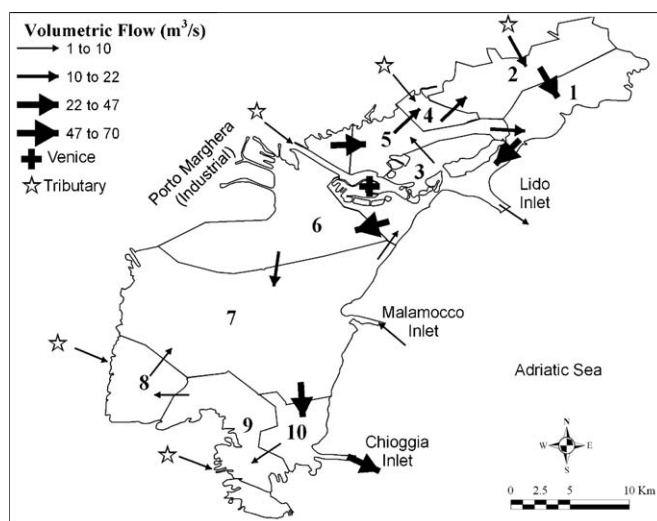 Volumetric Flow (m³/s)
1 to 10
10 to 22
22 to 47
47 to 70
Venice
Tributary
Porto Marghera
(Industrial)
2
1
4
5
3
Lido
Inlet
6
7
Malamocco
Inlet
Adriatic Sea
8
9
10
Chioggia
Inlet
N
W E
S
0 2.5 5 10 Km